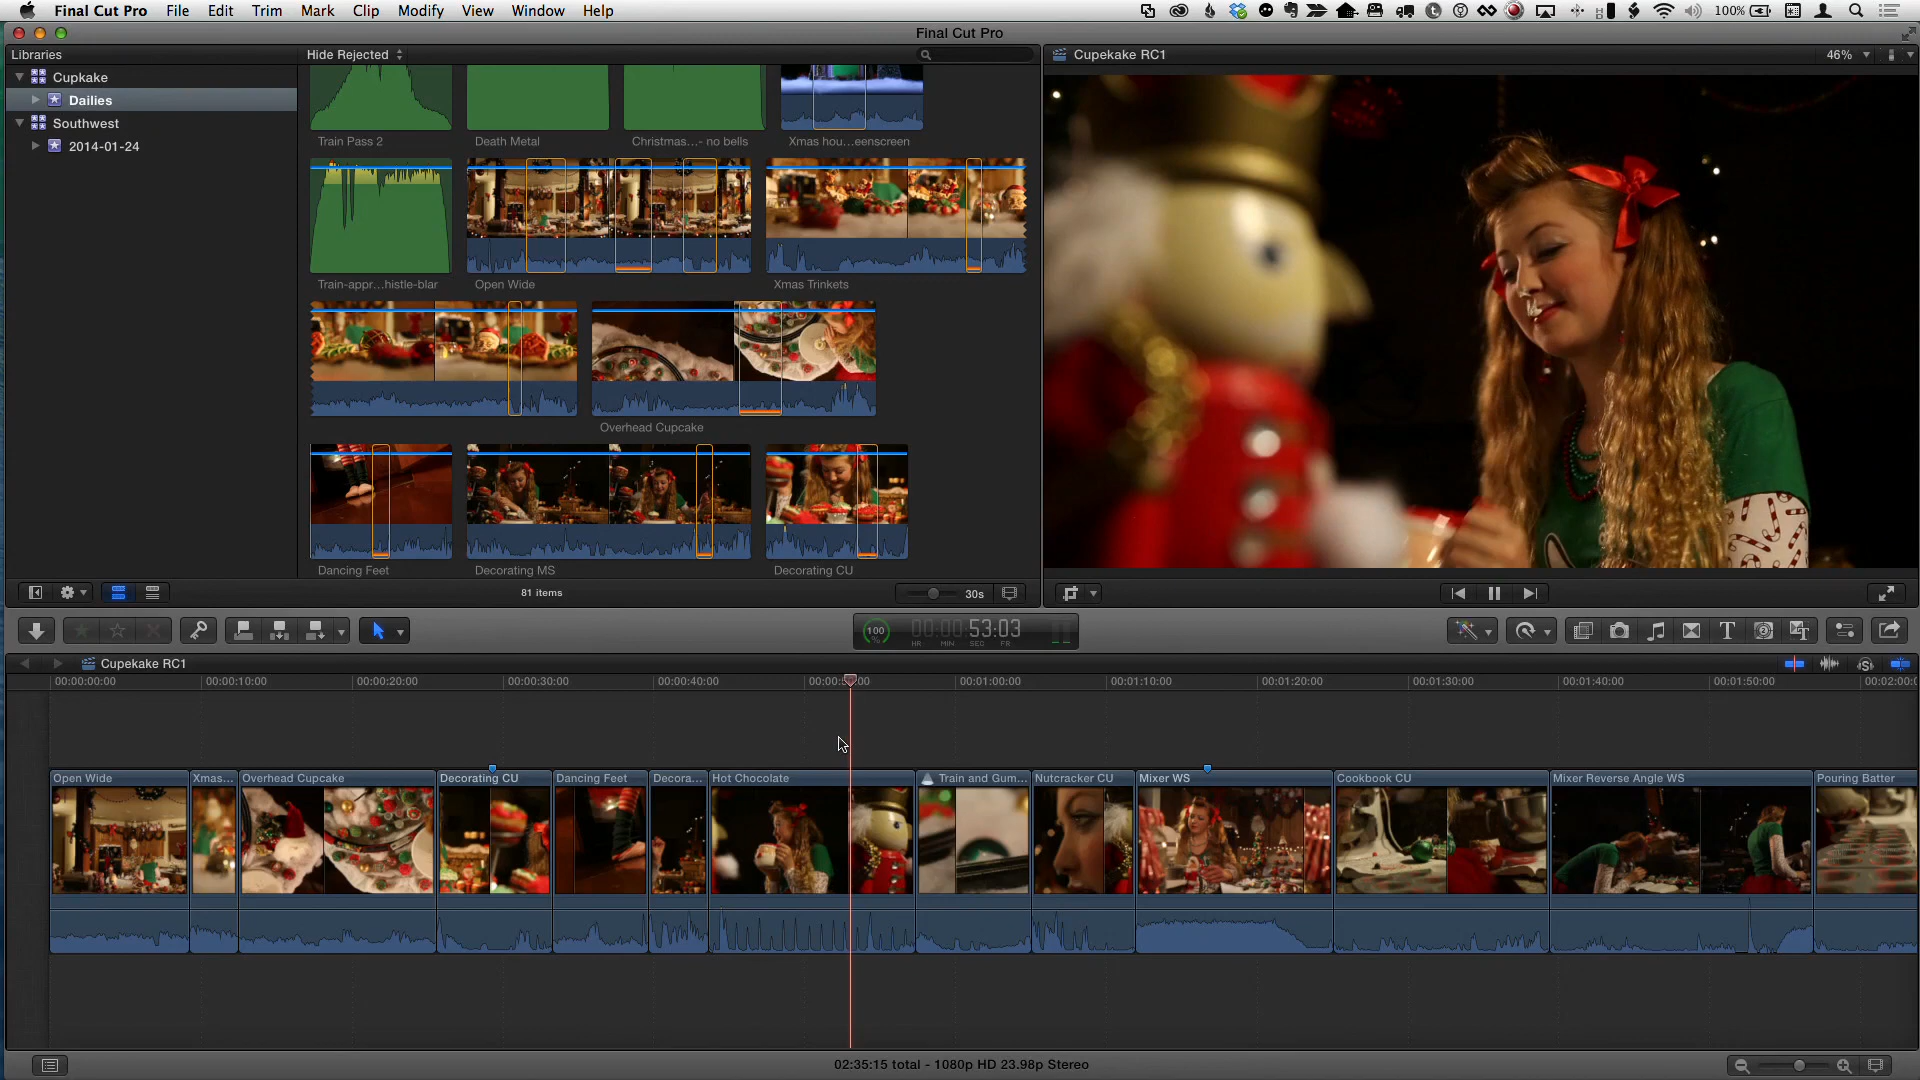 Final Cut Pro File Edit Trim Mark Clip Modify View Window Help 100%
Final Cut Pro
Libraries
Hide Rejected
Cupekake RC1
46%
Cupkake
Dailies
Southwest
2014-01-24
Train Pass 2
Death Metal
Christmas...- no bells
Xmas hou...eenscreen
Train-appr...histle-blar
Open Wide
Xmas Trinkets
Overhead Cupcake
Dancing Feet
Decorating MS
Decorating CU
81 items
30s
100
%
00:00:53:03
HR MIN SEC FR
Cupekake RC1
00:00:00:00
00:00:10:00
00:00:20:00
00:00:30:00
00:00:40:00
00:01:00:00
00:01:10:00
00:01:20:00
00:01:30:00
00:01:40:00
00:01:50:00
Open Wide
Xmas...
Overhead Cupcake
Decorating CU
Dancing Feet
Decora...
Hot Chocolate
Train and Gum...
Nutcracker CU
Mixer WS
Cookbook CU
Mixer Reverse Angle WS
Pouring Batter
02:35:15 total - 1080p HD 23.98p Stereo